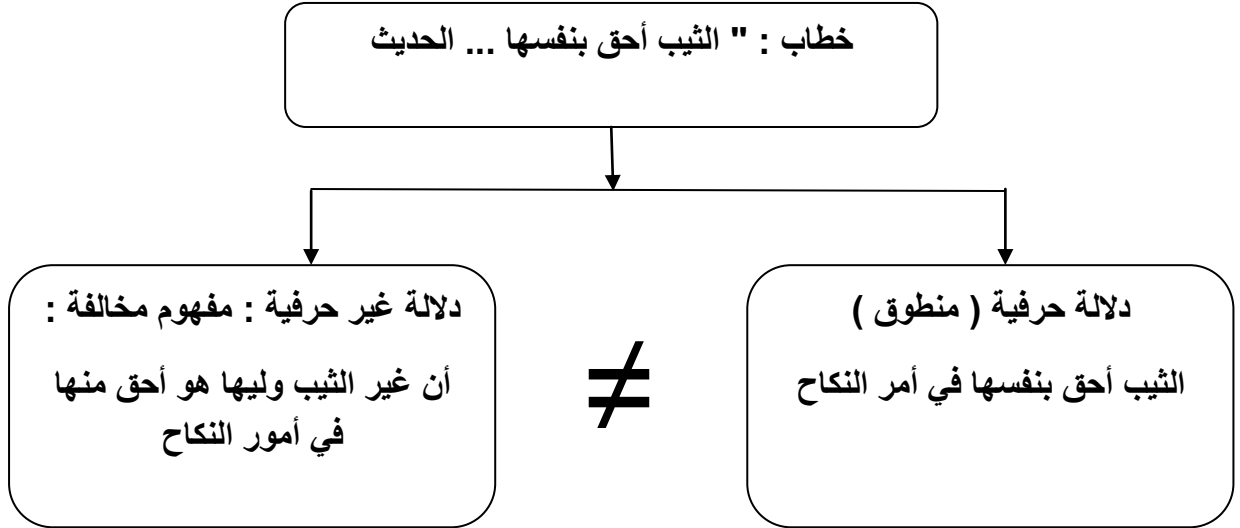 خطاب : " الثيب أحق بنفسها ... الحديث
دلالة حرفية ( منطوق )
الثيب أحق بنفسها في أمر النكاح
≠
دلالة غير حرفية : مفهوم مخالفة :
أن غير الثيب وليها هو أحق منها
في أمور النكاح